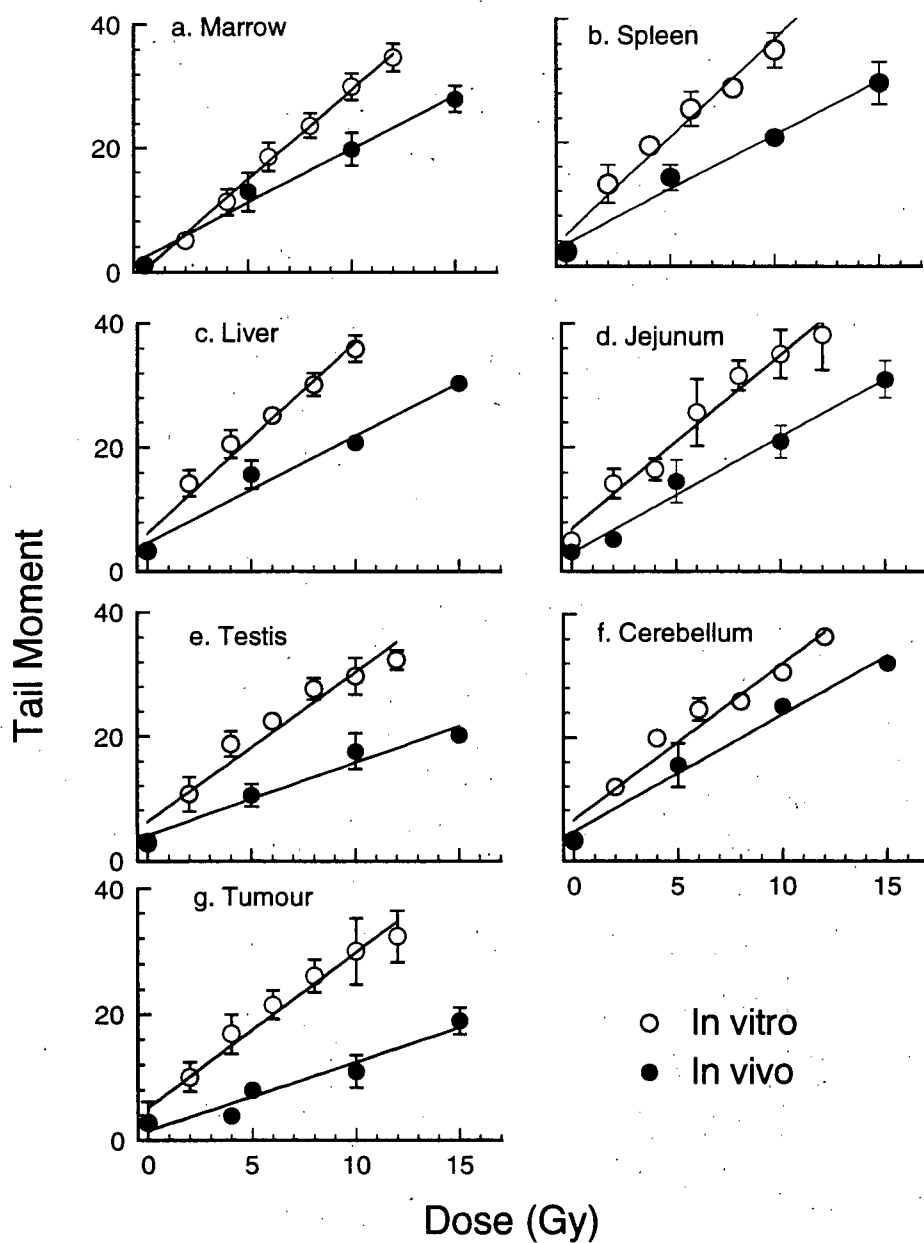 a. Marrow
40
20
0
b. Spleen
c. Liver
40
20
0
d. Jejunum
e. Testis
40
20
0
f. Cerebellum
0 5 10 15
g. Tumour
40
20
0
0 5 10 15
In vitro
In vivo
Tail Moment
Dose (Gy)